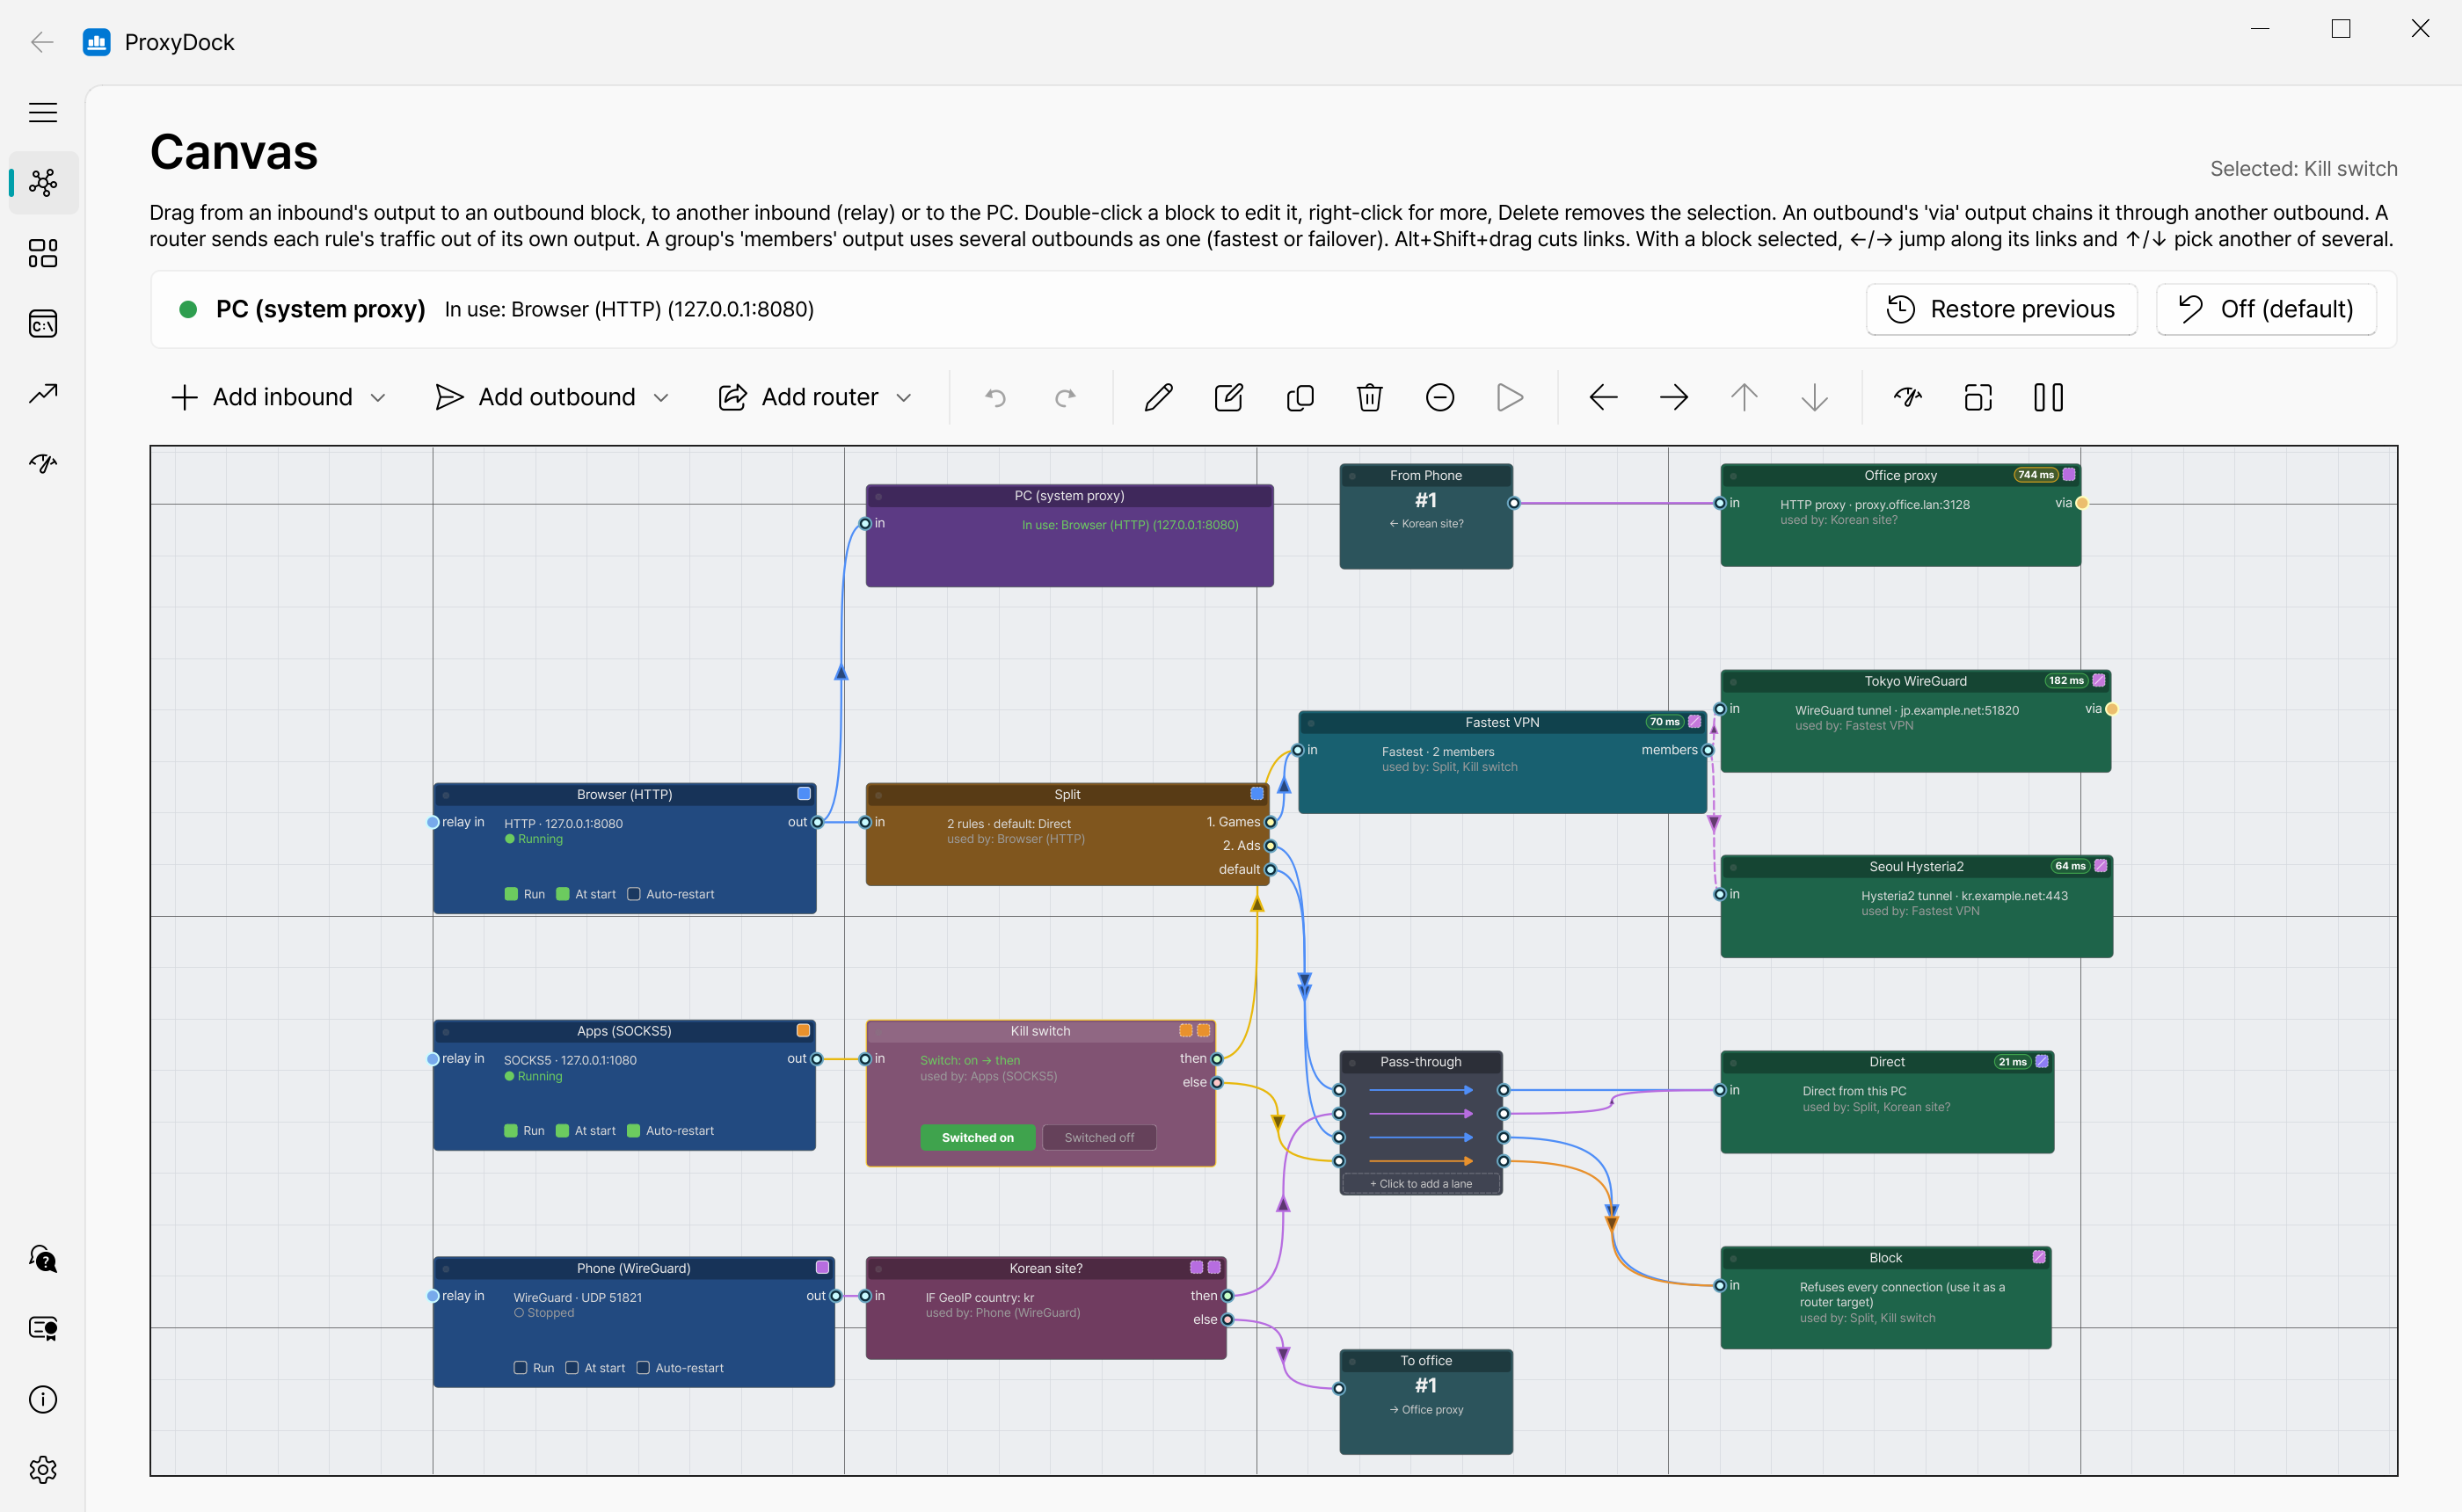 ProxyDock
Canvas
Selected: Kill switch
Drag from an inbound's output to an outbound block, to another inbound (relay) or to the PC. Double-click a block to edit it, right-click for more, Delete removes the selection. An outbound's 'via' output chains it through another outbound. A
router sends each rule's traffic out of its own output. A group's 'members' output uses several outbounds as one (fastest or failover). Alt+Shift+drag cuts links. With a block selected, ←/→ jump along its links and ↑/↓ pick another of several.
PC (system proxy) In use: Browser (HTTP) (127.0.0.1:8080)
Restore previous
Off (default)
Add inbound
Add outbound
Add router
C:\
PC (system proxy)
in
In use: Browser (HTTP) (127.0.0.1:8080)
From Phone
#1
← Korean site?
Office proxy
744 ms
in
HTTP proxy · proxy.office.lan:3128
used by: Korean site?
via
Tokyo WireGuard
182 ms
in
WireGuard tunnel · jp.example.net:51820
used by: Fastest VPN
via
Fastest VPN
70 ms
in
Fastest · 2 members
used by: Split, Kill switch
members
Browser (HTTP)
relay in
HTTP · 127.0.0.1:8080
Running
out
Run
At start
Auto-restart
Split
in
2 rules · default: Direct
used by: Browser (HTTP)
1. Games
2. Ads
default
Seoul Hysteria2
64 ms
in
Hysteria2 tunnel · kr.example.net:443
used by: Fastest VPN
Apps (SOCKS5)
relay in
SOCKS5 · 127.0.0.1:1080
Running
out
Run
At start
Auto-restart
Kill switch
in
Switch: on → then
used by: Apps (SOCKS5)
then
else
Switched on
Switched off
Pass-through
+ Click to add a lane
Direct
21 ms
in
Direct from this PC
used by: Split, Korean site?
Phone (WireGuard)
relay in
WireGuard · UDP 51821
Stopped
out
Run
At start
Auto-restart
Korean site?
in
IF GeoIP country: kr
used by: Phone (WireGuard)
then
else
Block
in
Refuses every connection (use it as a
router target)
used by: Split, Kill switch
To office
#1
→ Office proxy